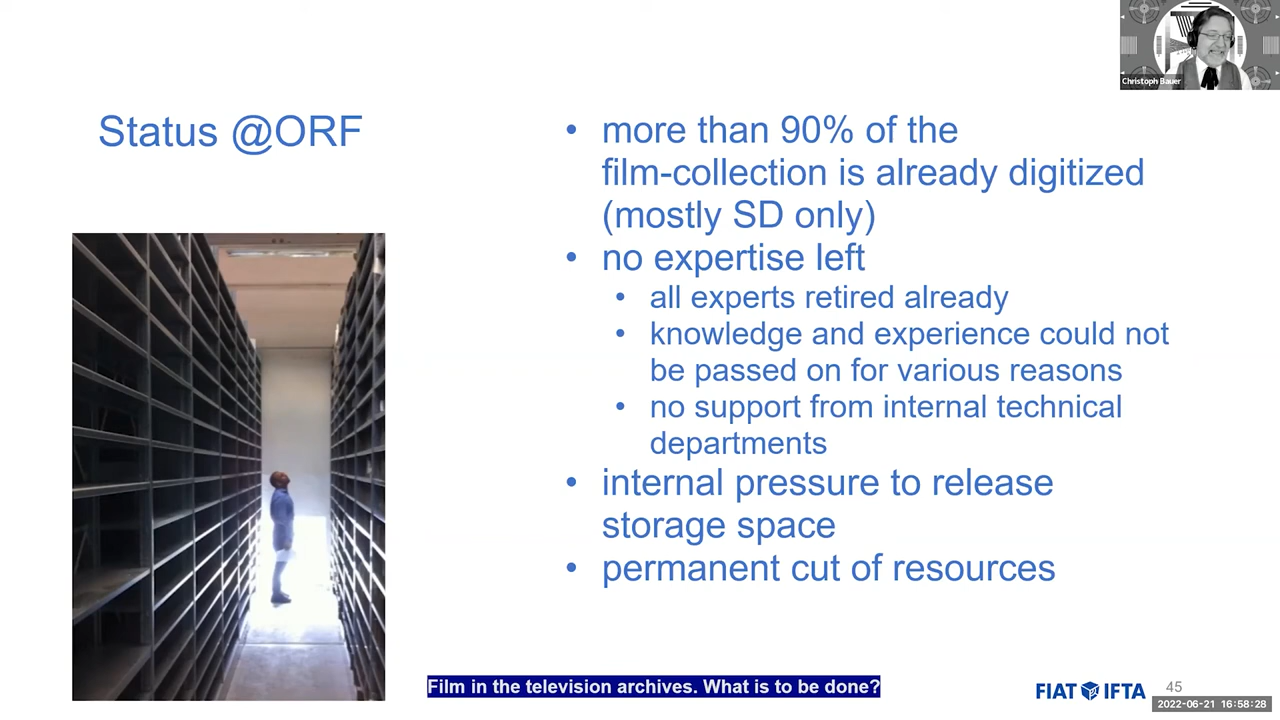 Christoph Bauer
Status @ORF
• more than 90% of the
film-collection is already digitized
(mostly SD only)
• no expertise left
• all experts retired already
• knowledge and experience could not
be passed on for various reasons
• no support from internal technical
departments
• internal pressure to release
storage space
• permanent cut of resources
Film in the television archives. What is to be done?
FIAT IFTA
45
2022-06-21 16:58:28